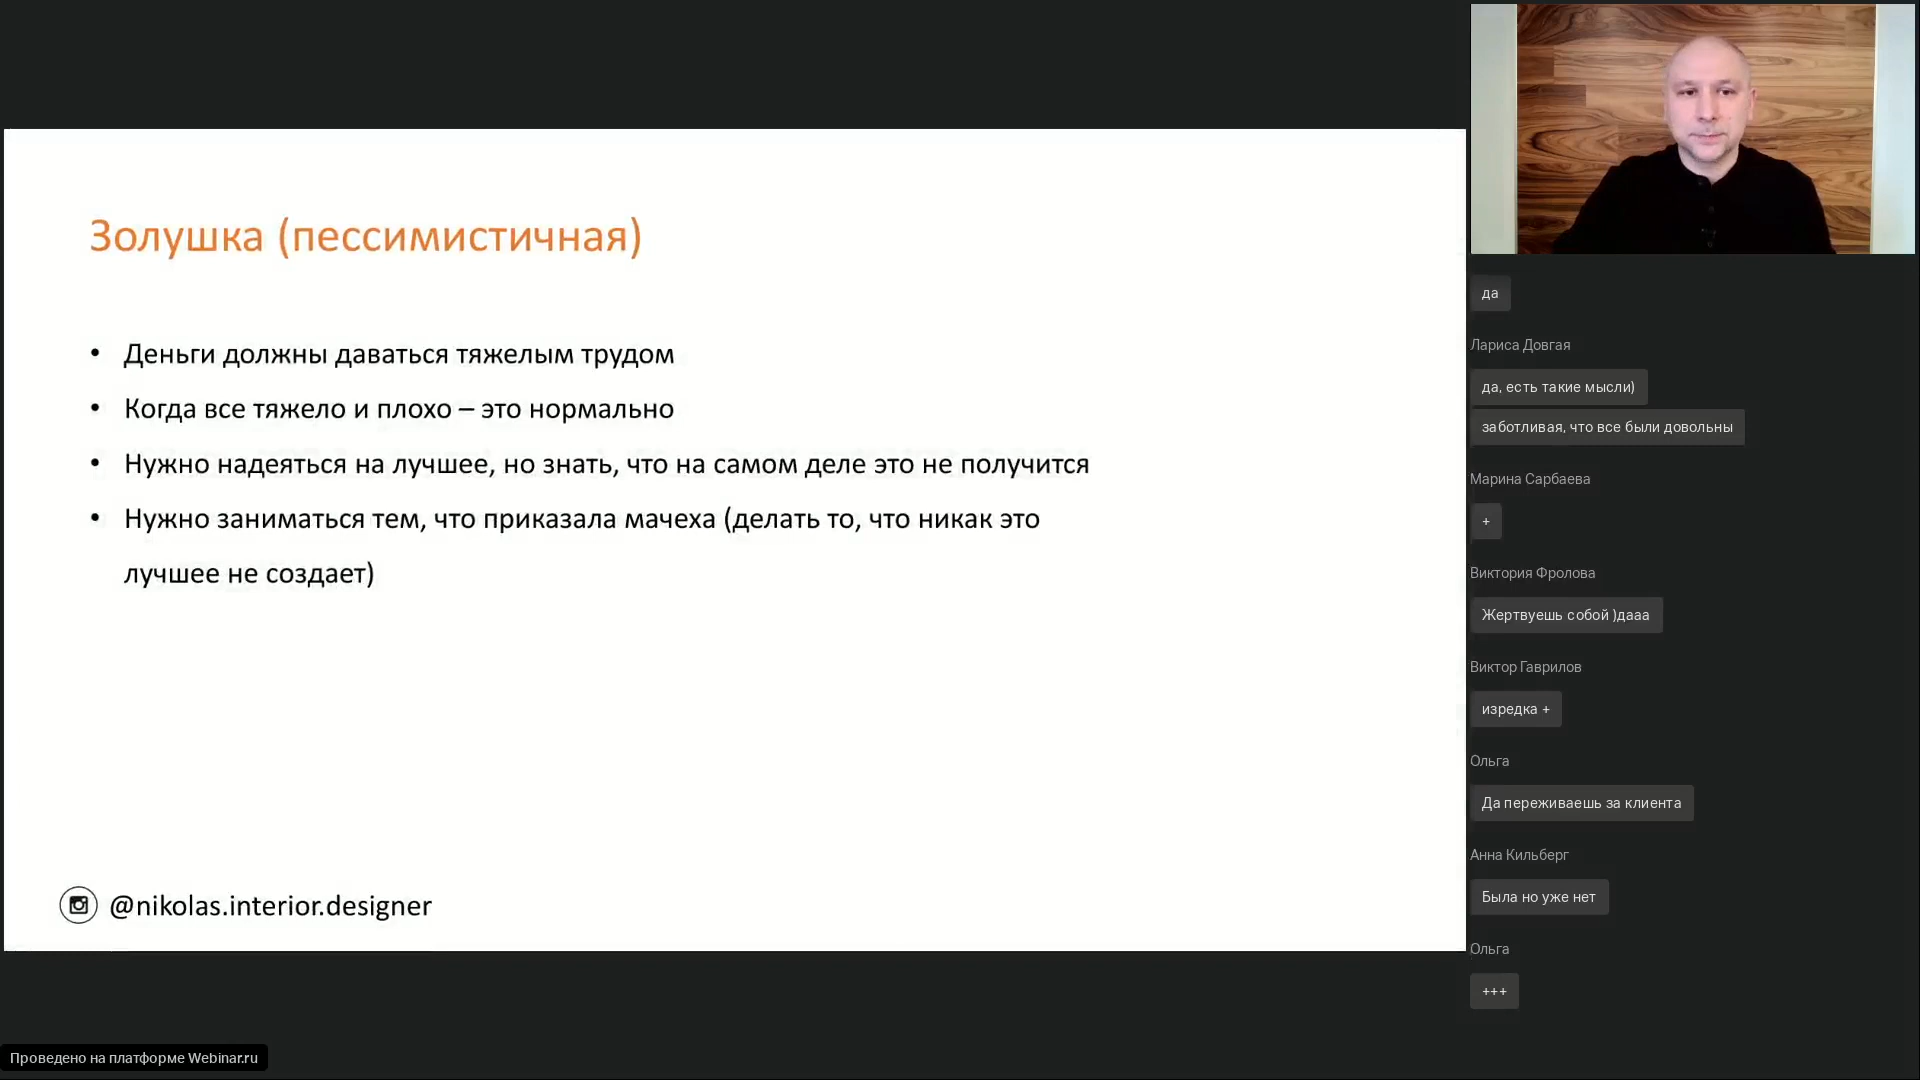 Золушка (пессимистичная)
• Деньги должны даваться тяжелым трудом
• Когда все тяжело и плохо – это нормально
• Нужно надеяться на лучшее, но знать, что на самом деле это не получится
• Нужно заниматься тем, что приказала мачеха (делать то, что никак это
лучшее не создает)
@nikolas.interior.designer
да
Лариса Довгая
да, есть такие мысли)
заботливая, что все были довольны
Марина Сарбаева
+
Виктория Фролова
Жертвуешь собой )дааа
Виктор Гаврилов
изредка +
Ольга
Да переживаешь за клиента
Анна Кильберг
Была но уже нет
Ольга
+++
Проведено на платформе Webinar.ru